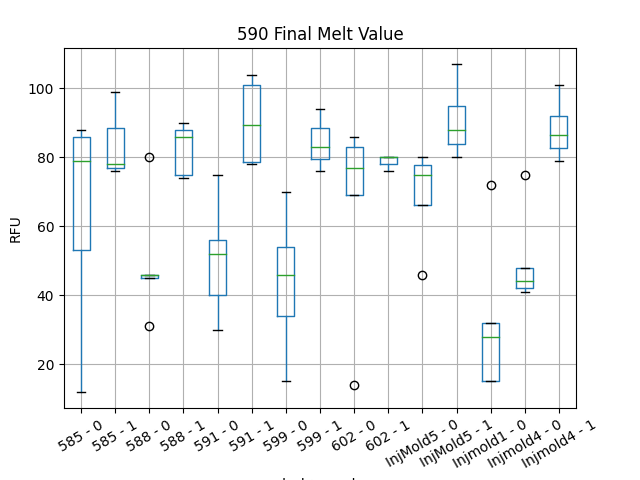 590 Final Melt Value
RFU
100
80
60
40
20
585 - 0
585 - 1
588 - 0
588 - 1
591 - 0
591 - 1
599 - 0
599 - 1
602 - 0
602 - 1
InjMold5 - 0
InjMold5 - 1
Injmold1 - 0
Injmold4 - 0
Injmold4 - 1